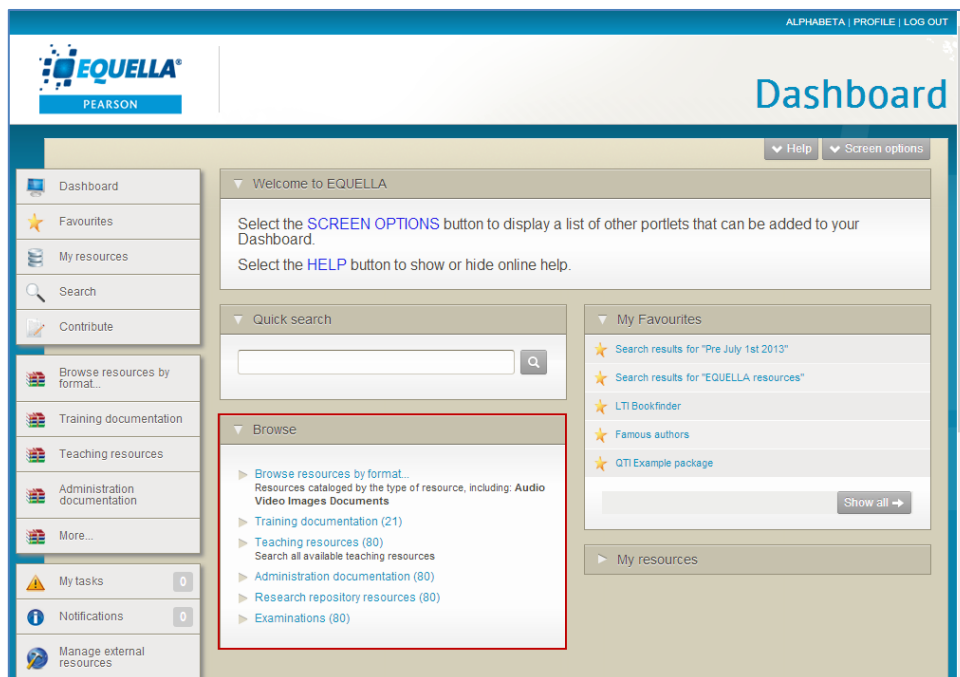 ALPHABETA | PROFILE | LOG OUT
EQUELLA®
PEARSON
Dashboard
Help
Screen options
Dashboard
Favourites
My resources
Search
Contribute
Browse resources by
format...
Training documentation
Teaching resources
Administration
documentation
More...
My tasks 0
Notifications 0
Manage external
resources
Welcome to EQUELLA
Select the SCREEN OPTIONS button to display a list of other portlets that can be added to your
Dashboard.
Select the HELP button to show or hide online help.
Quick search
Browse
Browse resources by format...
Resources cataloged by the type of resource, including: Audio
Video Images Documents
Training documentation (21)
Teaching resources (80)
Search all available teaching resources
Administration documentation (80)
Research repository resources (80)
Examinations (80)
My Favourites
Search results for "Pre July 1st 2013"
Search results for "EQUELLA resources"
LTI Bookfinder
Famous authors
QTI Example package
Show all
My resources